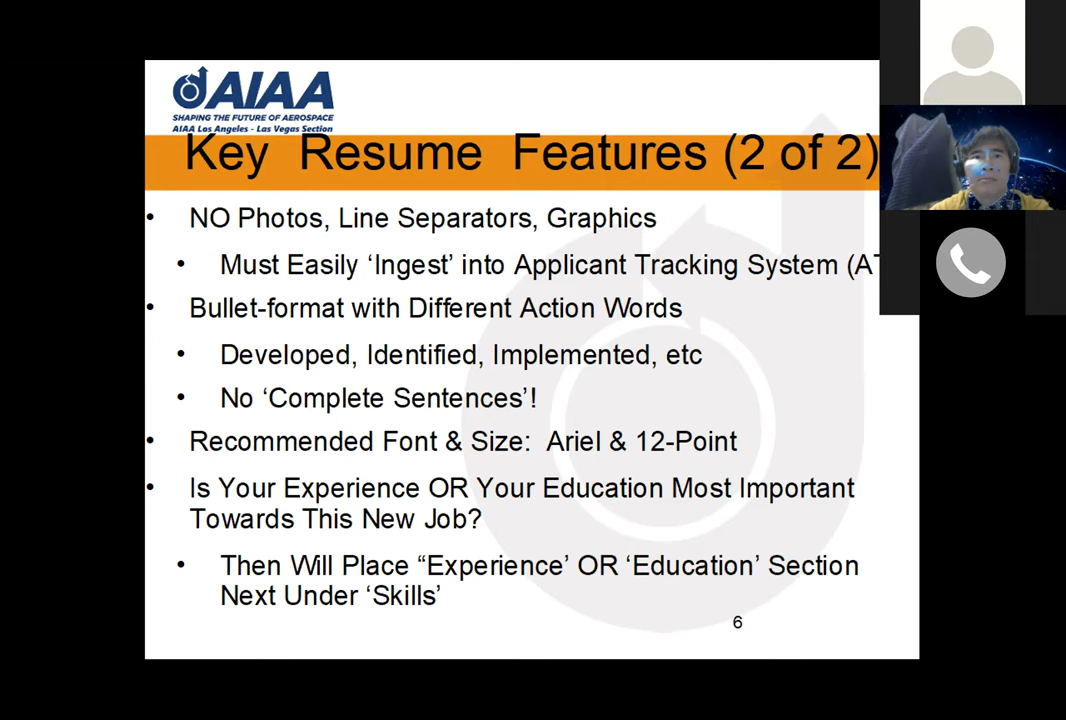 AIAA
SHAPING THE FUTURE OF AEROSPACE
AIAA Los Angeles - Las Vegas Section
Key Resume Features (2 of 2)
• NO Photos, Line Separators, Graphics
• Must Easily ‘Ingest’ into Applicant Tracking System
• Bullet-format with Different Action Words
• Developed, Identified, Implemented, etc
• No ‘Complete Sentences’!
• Recommended Font & Size: Ariel & 12-Point
• Is Your Experience OR Your Education Most Important
Towards This New Job?
• Then Will Place “Experience’ OR ‘Education’ Section
Next Under ‘Skills’
6